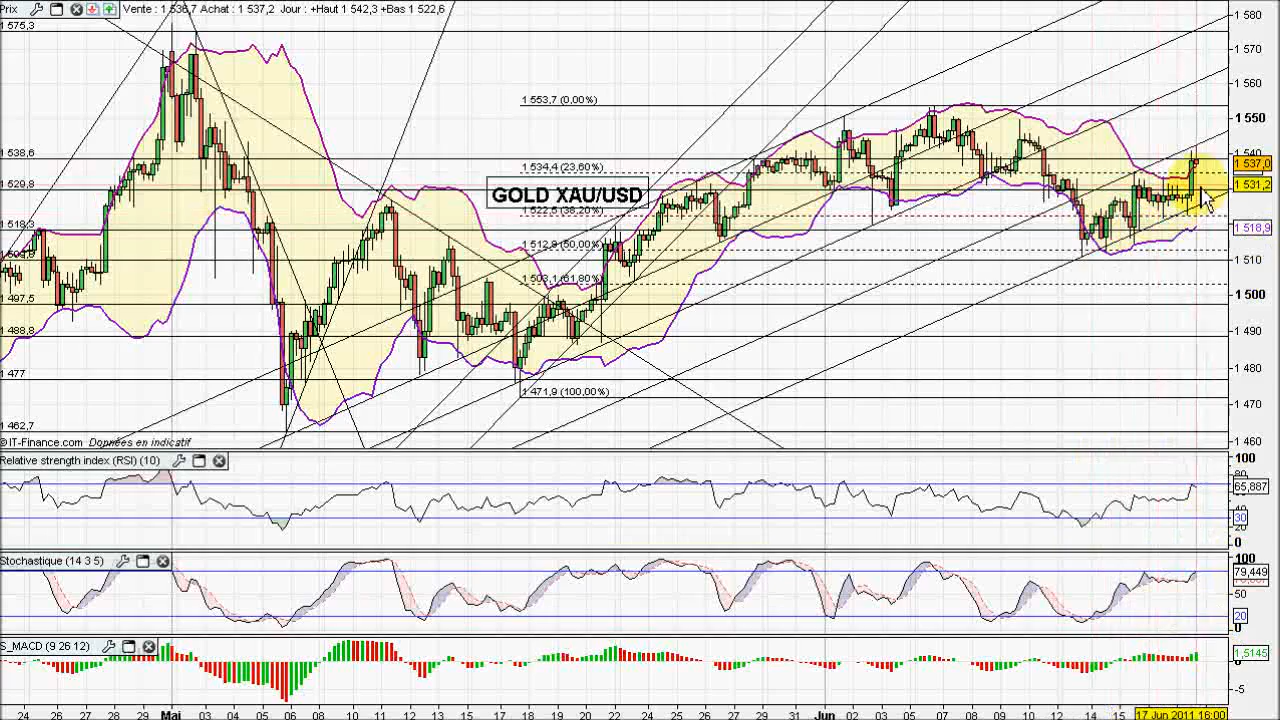 Prix Vente : 1 536,7 Achat : 1 537,2 Jour : +Haut 1 542,3 +Bas 1 522,6
1 580
1 575,3
1 570
1 560
1 553,7 (0,00%)
1 550
1 540
1 538,6
1 537,0
1 534,4 (23,60%)
1 529,8
1 531,2
GOLD XAU/USD
1 522,5 (38,20%)
1 518,3
1 518,9
1 512,8 (50,00%)
1 510
1 503,1 (61,80%)
1 497,5
1 500
1 488,8
1 490
1 480
1 477
1 471,9 (100,00%)
1 470
1 462,7
1 460
© IT-Finance.com Données en indicatif
Relative strength index (RSI) (10)
100
65,887
30
0
Stochastique (14 3 5)
100
79,449
50
20
0
S_MACD (9 26 12)
1,5145
0
-5
24 26 27 28 29 Mai 03 04 05 06 08 10 11 12 13 15 17 18 19 20 22 24 25 26 27 29 31 Jun 02 03 05 07 08 09 10 12 14 15 17 Jun 2011 16:00